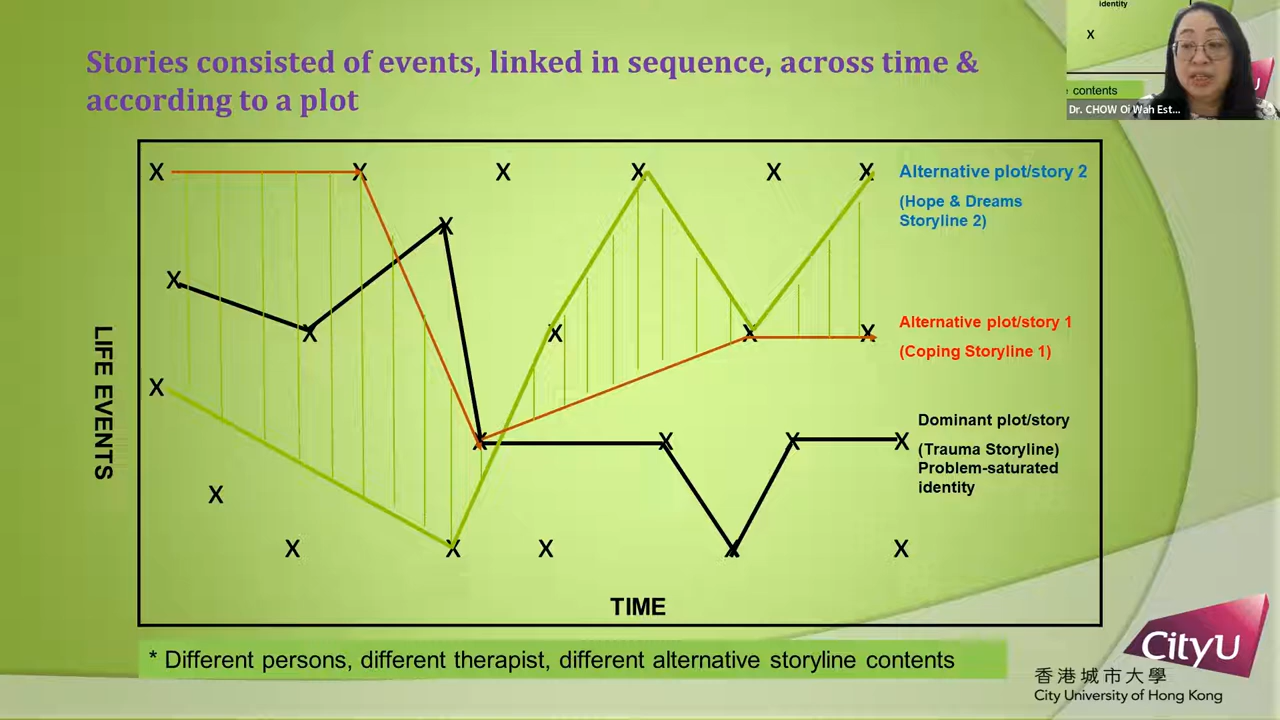 Stories consisted of events, linked in sequence, across time &
according to a plot
identity
X
contents
Dr. CHOW Oi Wah Est...
X X X X X X
Alternative plot/story 2
(Hope & Dreams
Storyline 2)
X
X
X X X X
Alternative plot/story 1
(Coping Storyline 1)
X
X X X X
Dominant plot/story
(Trauma Storyline)
Problem-saturated
identity
X
X X X X X
LIFE EVENTS
TIME
* Different persons, different therapist, different alternative storyline contents
CityU
香港城市大學
City University of Hong Kong